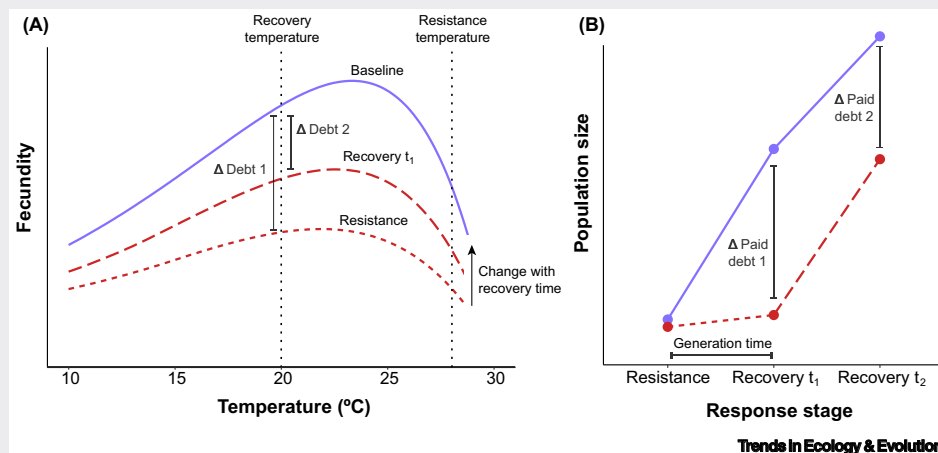 (A)
Recovery
temperature
Resistance
temperature
Baseline
Δ Debt 2
Δ Debt 1
Recovery t₁
Resistance
Change with
recovery time
Fecundity
10 15 20 25 30
Temperature (ºC)
(B)
Population size
Δ Paid
debt 2
Δ Paid
debt 1
Generation time
Resistance Recovery t₁ Recovery t₂
Response stage
Trends in Ecology & Evolution